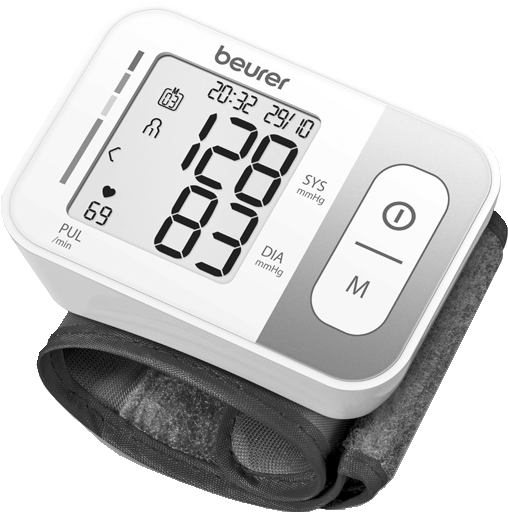 beurer
20:32 29/10
03
128
SYS
mmHg
83
DIA
mmHg
69
PUL
/min
M